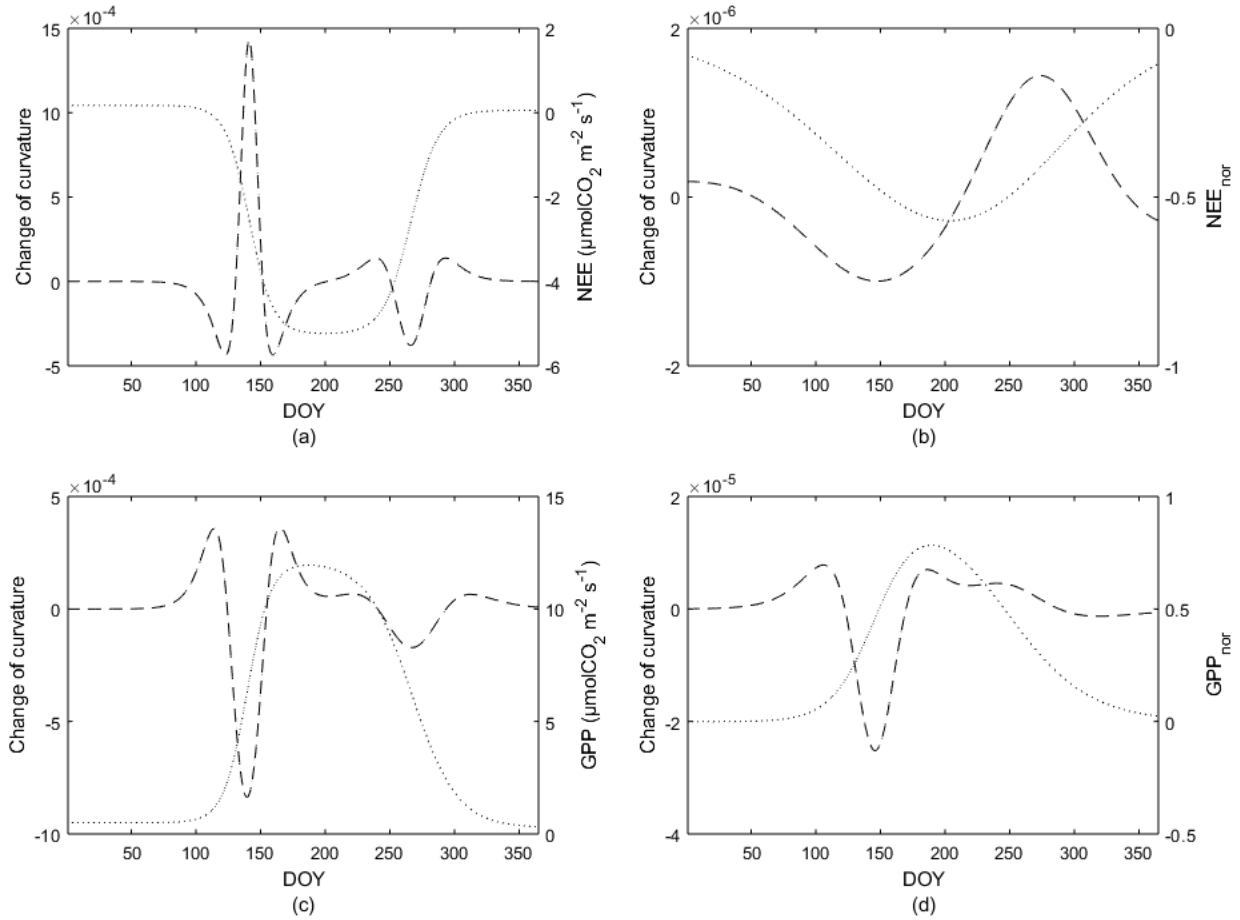 ×10⁻⁴
15
10
5
0
-5
Change of curvature
2
0
-2
-4
-6
NEE (μmolCO₂ m⁻² s⁻¹)
50 100 150 200 250 300 350
DOY
(a)
×10⁻⁶
2
0
-2
Change of curvature
0
-0.5
-1
NEEnor
50 100 150 200 250 300 350
DOY
(b)
×10⁻⁴
5
0
-5
-10
Change of curvature
15
10
5
0
GPP (μmolCO₂ m⁻² s⁻¹)
50 100 150 200 250 300 350
DOY
(c)
×10⁻⁵
2
0
-2
-4
Change of curvature
1
0.5
0
-0.5
GPPnor
50 100 150 200 250 300 350
DOY
(d)